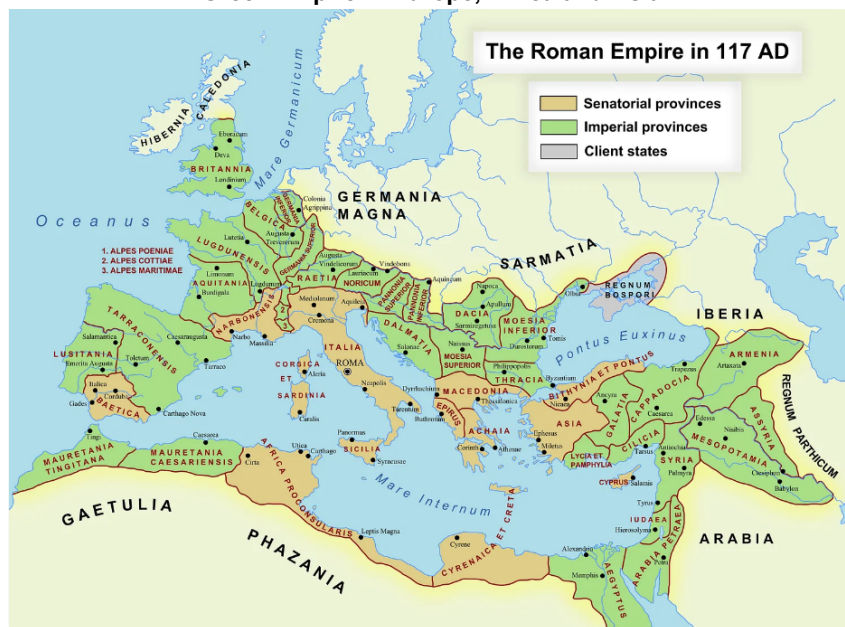 The Roman Empire in 117 AD
Senatorial provinces
Imperial provinces
Client states
HIBERNIA
CALEDONIA
Eboracum
Deva
BRITANNIA
Londinium
Mare Germanicum
Oceanus
GERMANIA
MAGNA
SARMATIA
1. ALPES POENIAE
2. ALPES COTTIAE
3. ALPES MARITIMAE
BELGICA
GERMANIA
INFERIOR
Colonia
Agrippina
Augusta
Treverorum
Lutetia
LUGDUNENSIS
GERMANIA SUPERIOR
Augusta
Vindelicorum
RAETIA
Lauriacum
NORICUM
Vindobona
PANNONIA
SUPERIOR
PANNONIA
INFERIOR
Aquincum
Limonum
AQUITANIA
Burdigala
Lugdunum
NARBONENSIS
Narbo
Massilia
2
3
Mediolanum
Cremona
Aquileia
ITALIA
ROMA
Neapolis
Tarentum
DALMATIA
Salonae
DACIA
Napoca
Apullum
Sarmizegetusa
MOESIA
INFERIOR
Durostorum
Tomis
Olbia
REGNUM
BOSPORI
Naissus
MOESIA
SUPERIOR
Philippopolis
THRACIA
Byzantium
Pontus Euxinus
IBERIA
TARRACONENSIS
Salamantica
Caesaraugusta
LUSITANIA
Emerita Augusta
Toletum
Tarraco
Italica
Corduba
BAETICA
Gades
Carthago Nova
CORSICA
ET
SARDINIA
Aleria
Caralis
Dyrrhachium
MACEDONIA
Thessalonica
EPIRUS
Buthrotum
ACHAIA
Corinth
Athenae
Panormus
SICILIA
Syracusae
BITHYNIA ET PONTUS
Nicaea
ASIA
Ephesus
Miletus
Ancyra
GALATIA
CAPPADOCIA
Caesarea
CILICIA
Tarsus
LYCIA ET
PAMPHYLIA
Trapezus
ARMENIA
Artaxata
REGNUM PARTHICUM
ASSYRIA
MESOPOTAMIA
Edessa
Nisibis
Ctesiphon
Babylon
Antiochia
SYRIA
Palmyra
CYPRUS
Salamis
Tyrus
IUDAEA
Hierosolyma
ARABIA PETRAEA
Petra
ARABIA
Tingi
MAURETANIA
TINGITANA
Caesarea
MAURETANIA
CAESARIENSIS
Cirta
Utica
Carthago
AFRICA PROCONSULARIS
Mare Internum
Leptis Magna
Cyrene
CYRENAICA ET CRETA
Alexandria
Memphis
AEGYPTUS
GAETULIA
PHAZANIA